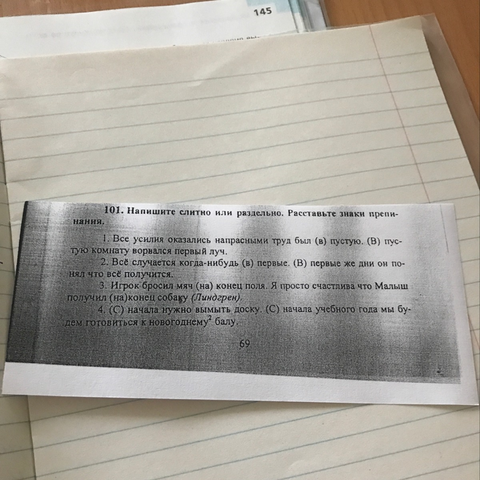 145
101. Напишите слитно или раздельно. Расставьте знаки препи-
нания.
1. Все усилия оказались напрасными труд был (в) пустую. (В) пус-
тую комнату ворвался первый луч.
2. Всё случается когда-нибудь (в) первые. (В) первые же дни он по-
нял что всё получится.
3. Игрок бросил мяч (на) конец поля. Я просто счастлива что Малыш
получил (на)конец собаку (Линдгрен).
4. (С) начала нужно вымыть доску. (С) начала учебного года мы бу-
дем готовиться к новогоднему² балу.
69